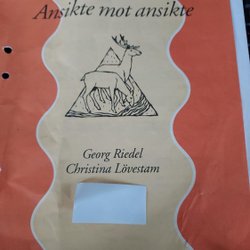 Ansikte mot ansikte
Georg Riedel
Christina Lövestam